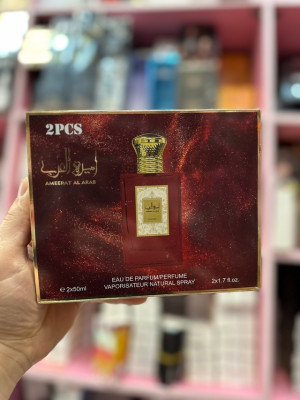 2PCS
اميرة العرب
AMEERAT AL ARAB
EAU DE PARFUM/PERFUME
VAPORISATEUR NATURAL SPRAY
ⓔ 2x50ml
2x1.7 fl.oz.